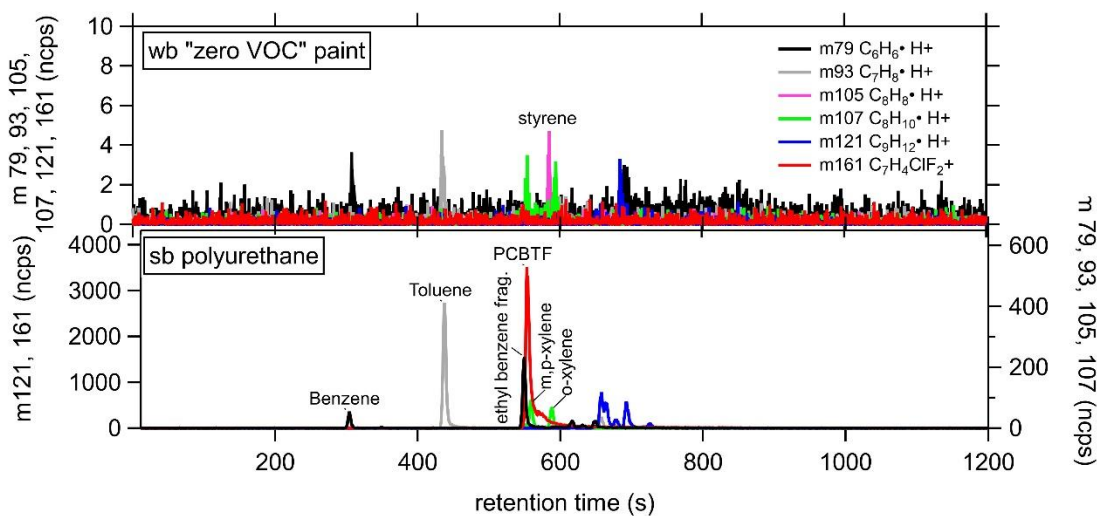 10
8
6
4
2
0
m 79, 93, 105,
107, 121, 161 (ncps)
wb "zero VOC" paint
styrene
m79 C₆H₆• H+
m93 C₇H₈• H+
m105 C₈H₈• H+
m107 C₈H₁₀• H+
m121 C₉H₁₂• H+
m161 C₇H₄ClF₂+
4000
3000
2000
1000
0
m121, 161 (ncps)
sb polyurethane
Benzene
Toluene
PCBTF
ethyl benzene frag.
m,p-xylene
o-xylene
600
400
200
0
m 79, 93, 105, 107 (ncps)
200
400
600
800
1000
1200
retention time (s)